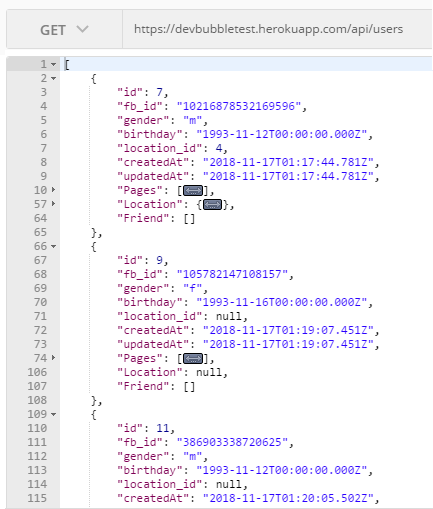 GET https://devbubbletest.herokuapp.com/api/users
1 [
2 {
3 "id": 7,
4 "fb_id": "10216878532169596",
5 "gender": "m",
6 "birthday": "1993-11-12T00:00:00.000Z",
7 "location_id": 4,
8 "createdAt": "2018-11-17T01:17:44.781Z",
9 "updatedAt": "2018-11-17T01:17:44.781Z",
10 "Pages": [],
57 "Location": {},
64 "Friend": []
65 },
66 {
67 "id": 9,
68 "fb_id": "105782147108157",
69 "gender": "f",
70 "birthday": "1993-11-16T00:00:00.000Z",
71 "location_id": null,
72 "createdAt": "2018-11-17T01:19:07.451Z",
73 "updatedAt": "2018-11-17T01:19:07.451Z",
74 "Pages": [],
106 "Location": null,
107 "Friend": []
108 },
109 {
110 "id": 11,
111 "fb_id": "386903338720625",
112 "gender": "m",
113 "birthday": "1993-11-12T00:00:00.000Z",
114 "location_id": null,
115 "createdAt": "2018-11-17T01:20:05.502Z",